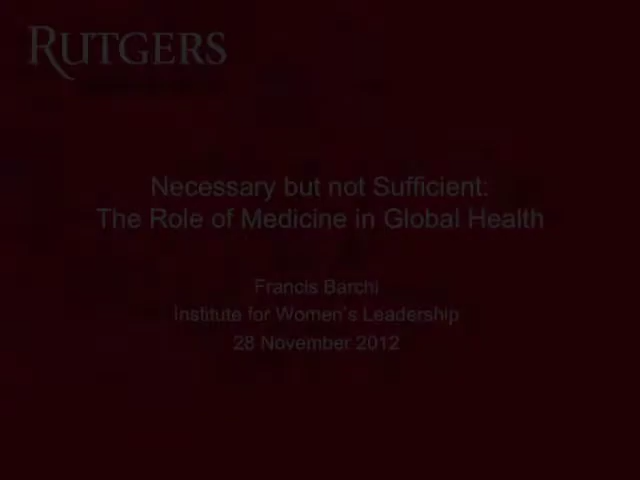 RUTGERS
Necessary but not Sufficient:
The Role of Medicine in Global Health
Francis Barchi
Institute for Women's Leadership
28 November 2012